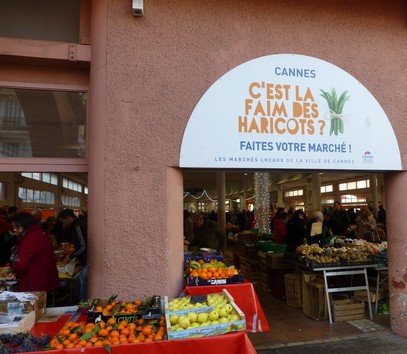 CANNES
C'EST LA
FAIM DES
HARICOTS ?
FAITES VOTRE MARCHÉ !
LES MARCHÉS LOCAUX DE LA VILLE DE CANNES